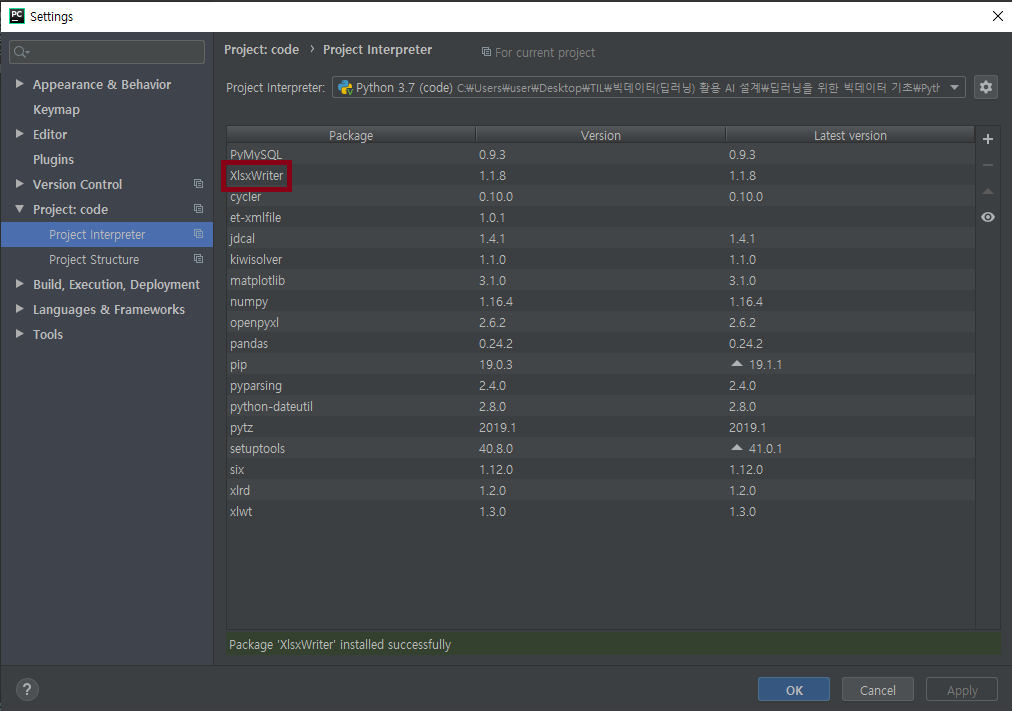 PC Settings
Project: code › Project Interpreter For current project
Project Interpreter: Python 3.7 (code) C:₩Users₩user₩Desktop₩TIL₩빅데이터(딥러닝) 활용 AI 설계₩딥러닝을 위한 빅데이터 기초₩Pyth
Appearance & Behavior
Keymap
Editor
Plugins
Version Control
Project: code
Project Interpreter
Project Structure
Build, Execution, Deployment
Languages & Frameworks
Tools
Package Version Latest version
PyMySQL 0.9.3 0.9.3
XlsxWriter 1.1.8 1.1.8
cycler 0.10.0 0.10.0
et-xmlfile 1.0.1
jdcal 1.4.1 1.4.1
kiwisolver 1.1.0 1.1.0
matplotlib 3.1.0 3.1.0
numpy 1.16.4 1.16.4
openpyxl 2.6.2 2.6.2
pandas 0.24.2 0.24.2
pip 19.0.3 19.1.1
pyparsing 2.4.0 2.4.0
python-dateutil 2.8.0 2.8.0
pytz 2019.1 2019.1
setuptools 40.8.0 41.0.1
six 1.12.0 1.12.0
xlrd 1.2.0 1.2.0
xlwt 1.3.0 1.3.0
Package 'XlsxWriter' installed successfully
? OK Cancel Apply